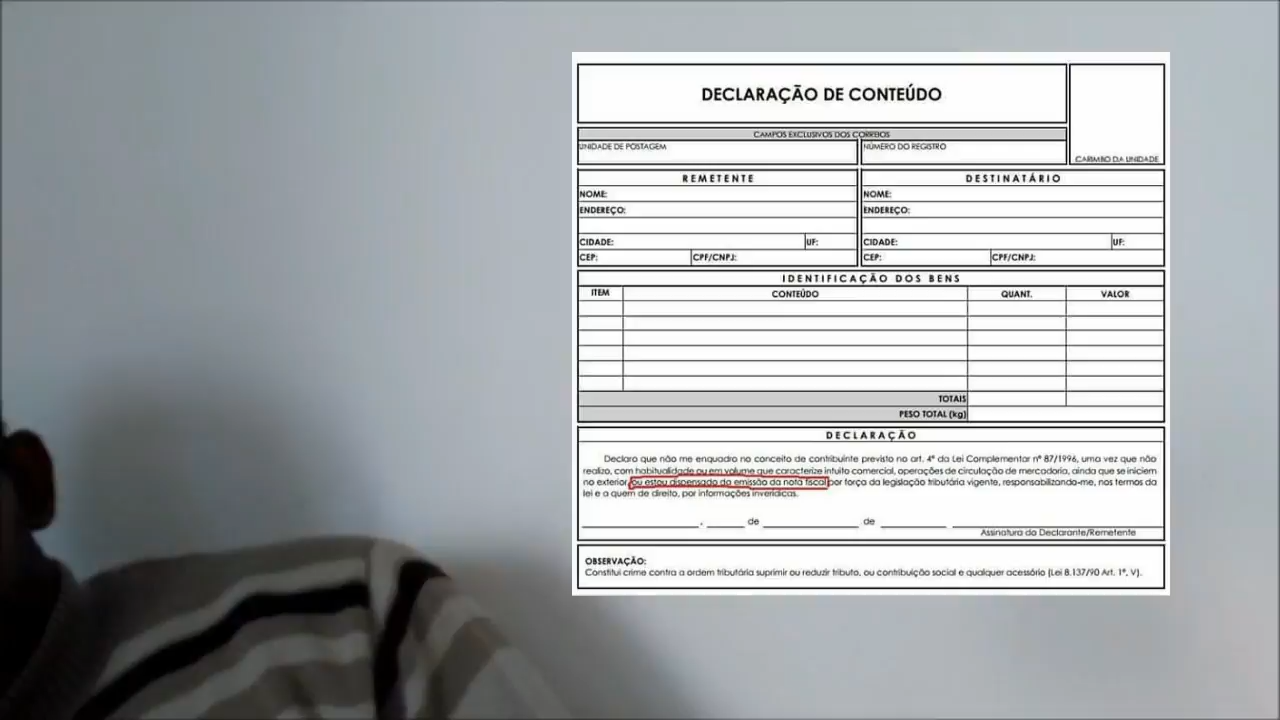 DECLARAÇÃO DE CONTEÚDO
CAMPOS EXCLUSIVOS DOS CORREIOS
UNIDADE DE POSTAGEM
NÚMERO DO REGISTRO
CARIMBO DA UNIDADE
REMETENTE
NOME:
ENDEREÇO:
CIDADE: UF:
CEP: CPF/CNPJ:
DESTINATÁRIO
NOME:
ENDEREÇO:
CIDADE: UF:
CEP: CPF/CNPJ:
IDENTIFICAÇÃO DOS BENS
ITEM CONTEÚDO QUANT. VALOR
TOTAIS
PESO TOTAL (kg)
DECLARAÇÃO
Declaro que não me enquadro no conceito de contribuinte previsto no art. 4º da Lei Complementar nº 87/1996, uma vez que não
realizo, com habitualidade ou em volume que caracterize intuito comercial, operações de circulação de mercadoria, ainda que se iniciem
no exterior, ou estou dispensado da emissão da nota fiscal por força da legislação tributária vigente, responsabilizando-me, nos termos da
lei e a quem de direito, por informações inverídicas.
, de de
Assinatura do Declarante/Remetente
OBSERVAÇÃO:
Constitui crime contra a ordem tributária suprimir ou reduzir tributo, ou contribuição social e qualquer acessório (Lei 8.137/90 Art. 1º, V).